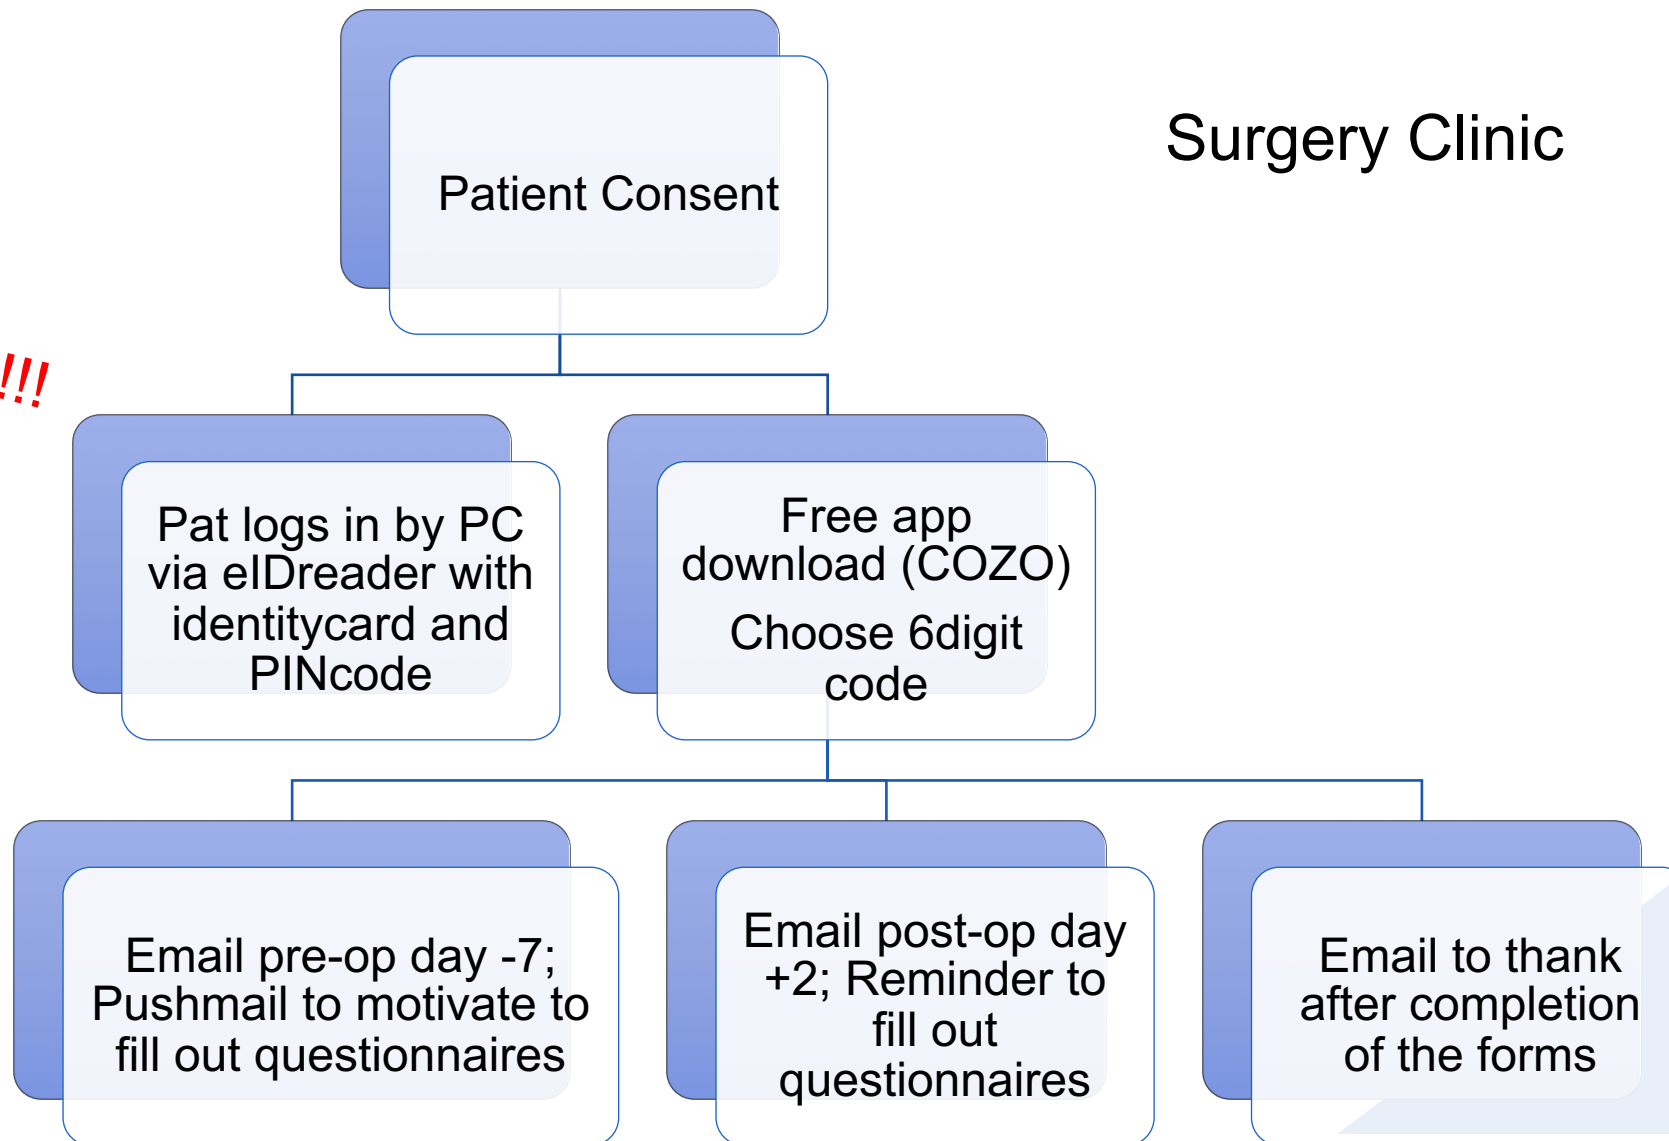 Surgery Clinic
Patient Consent
!!!
Pat logs in by PC
via eIDreader with
identitycard and
PINcode
Free app
download (COZO)
Choose 6digit
code
Email pre-op day -7;
Pushmail to motivate to
fill out questionnaires
Email post-op day
+2; Reminder to
fill out
questionnaires
Email to thank
after completion
of the forms